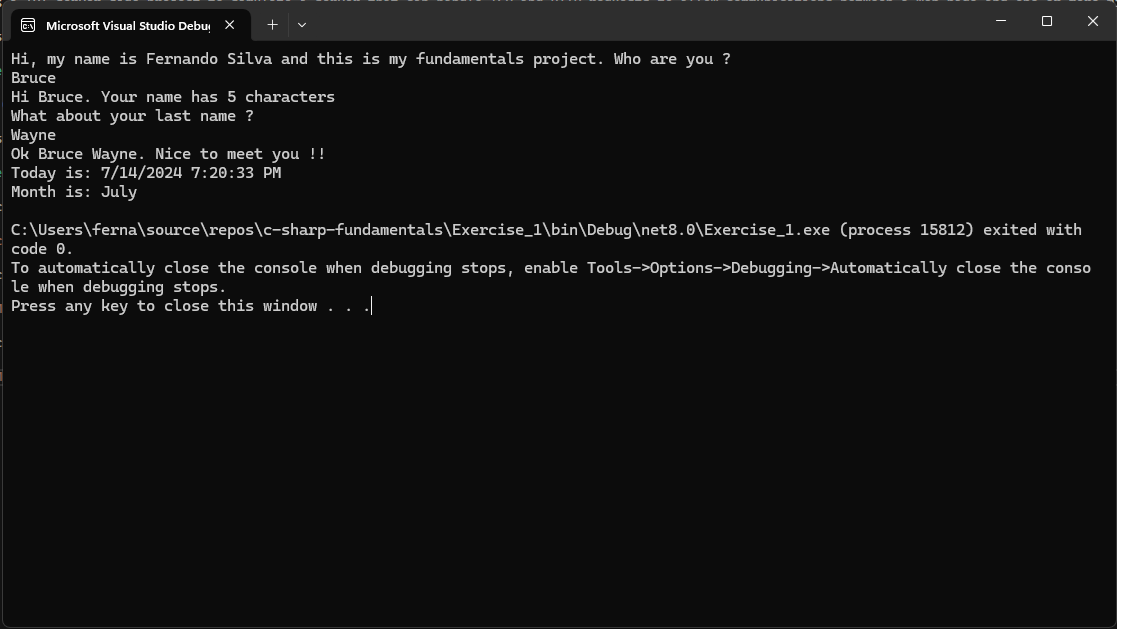 Microsoft Visual Studio Debug
Hi, my name is Fernando Silva and this is my fundamentals project. Who are you ?
Bruce
Hi Bruce. Your name has 5 characters
What about your last name ?
Wayne
Ok Bruce Wayne. Nice to meet you !!
Today is: 7/14/2024 7:20:33 PM
Month is: July
C:\Users\ferna\source\repos\c-sharp-fundamentals\Exercise_1\bin\Debug\net8.0\Exercise_1.exe (process 15812) exited with
code 0.
To automatically close the console when debugging stops, enable Tools->Options->Debugging->Automatically close the conso
le when debugging stops.
Press any key to close this window . . .